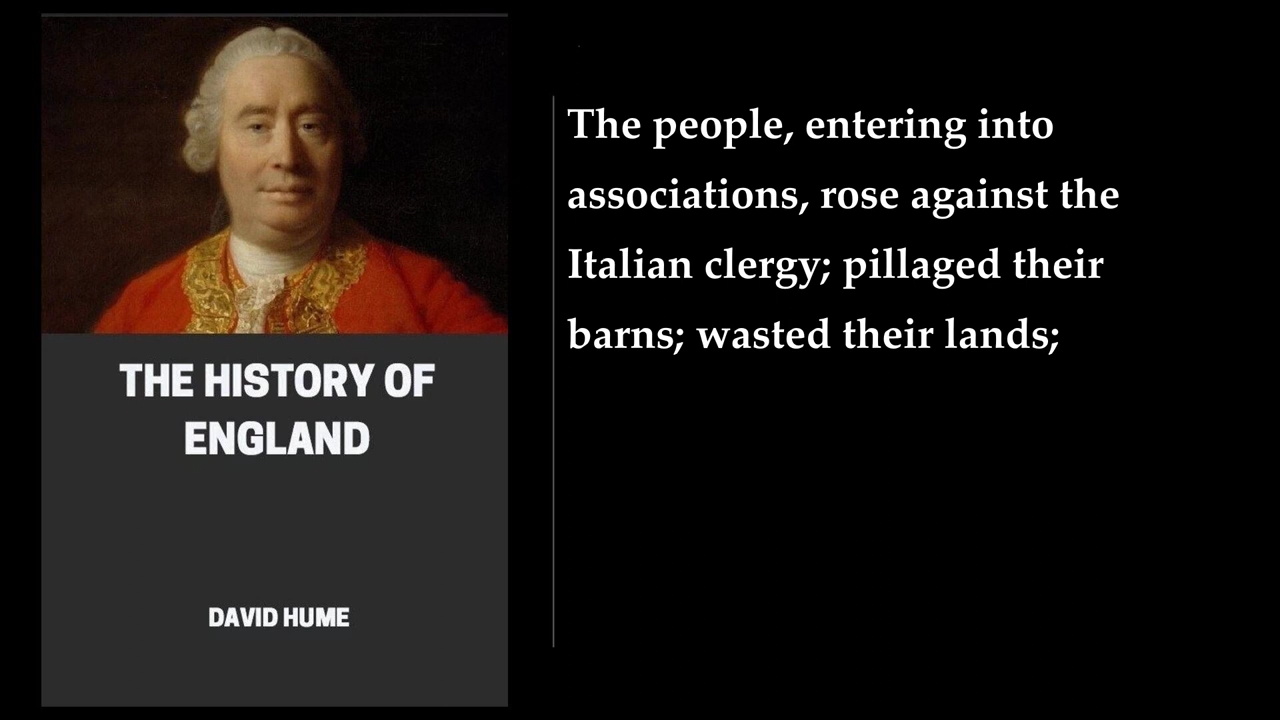 THE HISTORY OF
ENGLAND
DAVID HUME
The people, entering into
associations, rose against the
Italian clergy; pillaged their
barns; wasted their lands;